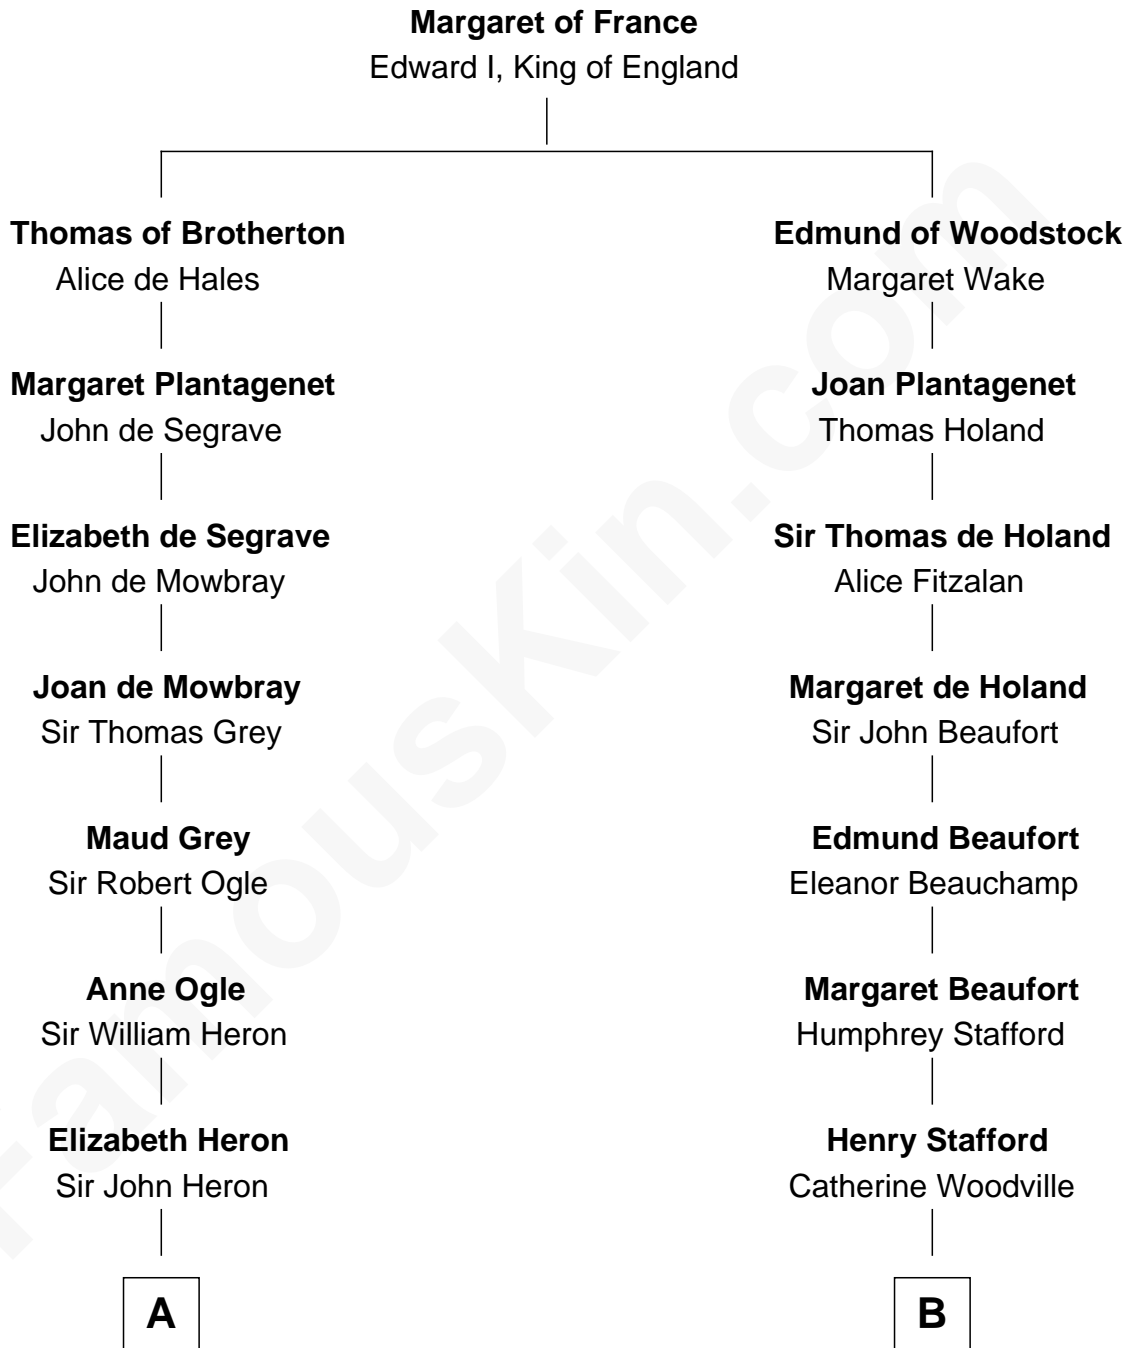 Margaret of France
Edward I, King of England
Thomas of Brotherton
Alice de Hales
Edmund of Woodstock
Margaret Wake
Margaret Plantagenet
John de Segrave
Joan Plantagenet
Thomas Holand
Elizabeth de Segrave
John de Mowbray
Sir Thomas de Holand
Alice Fitzalan
Joan de Mowbray
Sir Thomas Grey
Margaret de Holand
Sir John Beaufort
Maud Grey
Sir Robert Ogle
Edmund Beaufort
Eleanor Beauchamp
Anne Ogle
Sir William Heron
Margaret Beaufort
Humphrey Stafford
Elizabeth Heron
Sir John Heron
Henry Stafford
Catherine Woodville
A
B
FamousKin.com